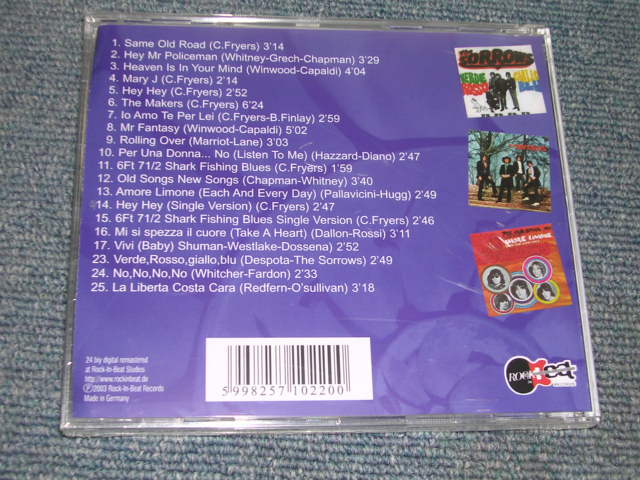 1. Same Old Road (C.Fryers) 3'14
2. Hey Mr Policeman (Whitney-Grech-Chapman) 3'29
3. Heaven Is In Your Mind (Winwood-Capaldi) 4'04
4. Mary J (C.Fryers) 2'14
5. Hey Hey (C.Fryers) 2'52
6. The Makers (C.Fryers) 6'24
7. Io Amo Te Per Lei (C.Fryers-B.Finlay) 2'59
8. Mr Fantasy (Winwood-Capaldi) 5'02
9. Rolling Over (Marriot-Lane) 3'03
10. Per Una Donna... No (Listen To Me) (Hazzard-Diano) 2'47
11. 6Ft 71/2 Shark Fishing Blues (C.Fryers) 1'59
12. Old Songs New Songs (Chapman-Whitney) 3'40
13. Amore Limone (Each And Every Day) (Pallavicini-Hugg) 2'49
14. Hey Hey (Single Version) (C.Fryers) 2'47
15. 6Ft 71/2 Shark Fishing Blues Single Version (C.Fryers) 2'46
16. Mi si spezza il cuore (Take A Heart) (Dallon-Rossi) 3'11
17. Vivi (Baby) Shuman-Westlake-Dossena) 2'52
23. Verde,Rosso,giallo,blu (Despota-The Sorrows) 2'49
24. No,No,No,No (Whitcher-Fardon) 2'33
25. La Liberta Costa Cara (Redfern-O'sullivan) 3'18
24 biy digital remastered
at Rock-In-Beat Studios
http://www.rockinbeat.de
Ⓟ2003 Rock-In-Beat Records
Made in Germany
5 998257 102200
ROCK
IN
Beat